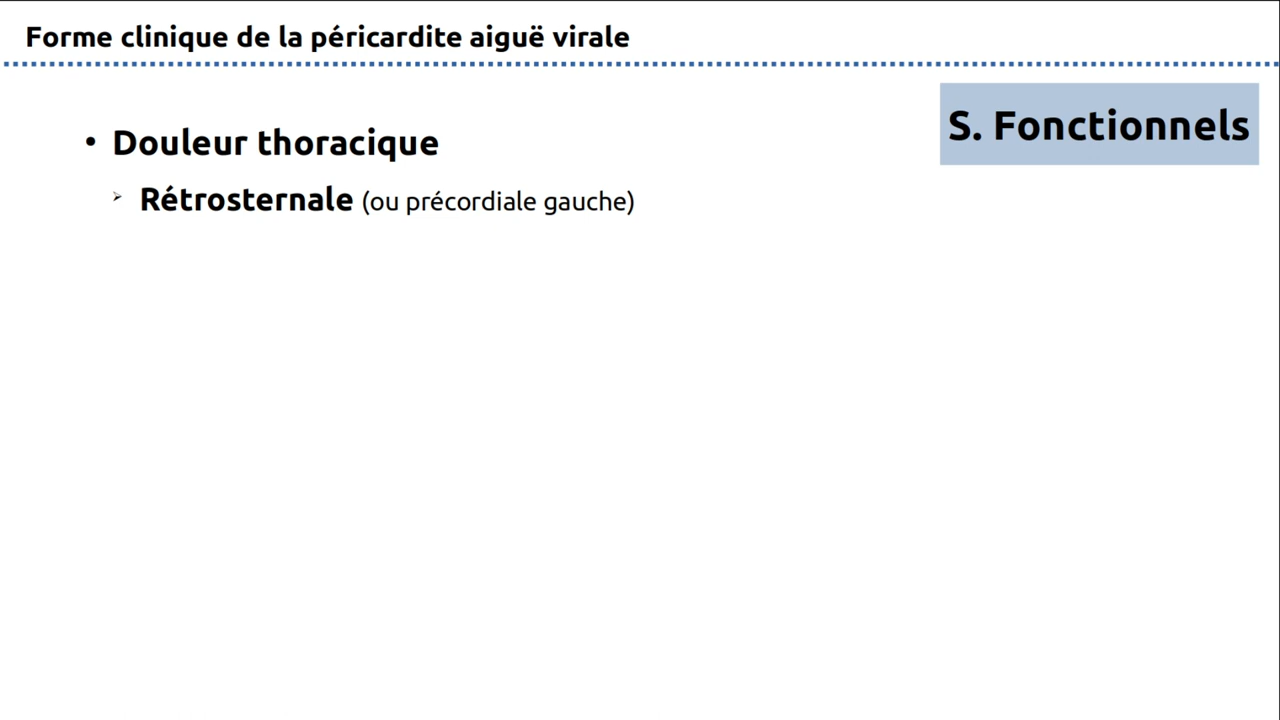 Forme clinique de la péricardite aiguë virale
S. Fonctionnels
• Douleur thoracique
➢ Rétrosternale (ou précordiale gauche)